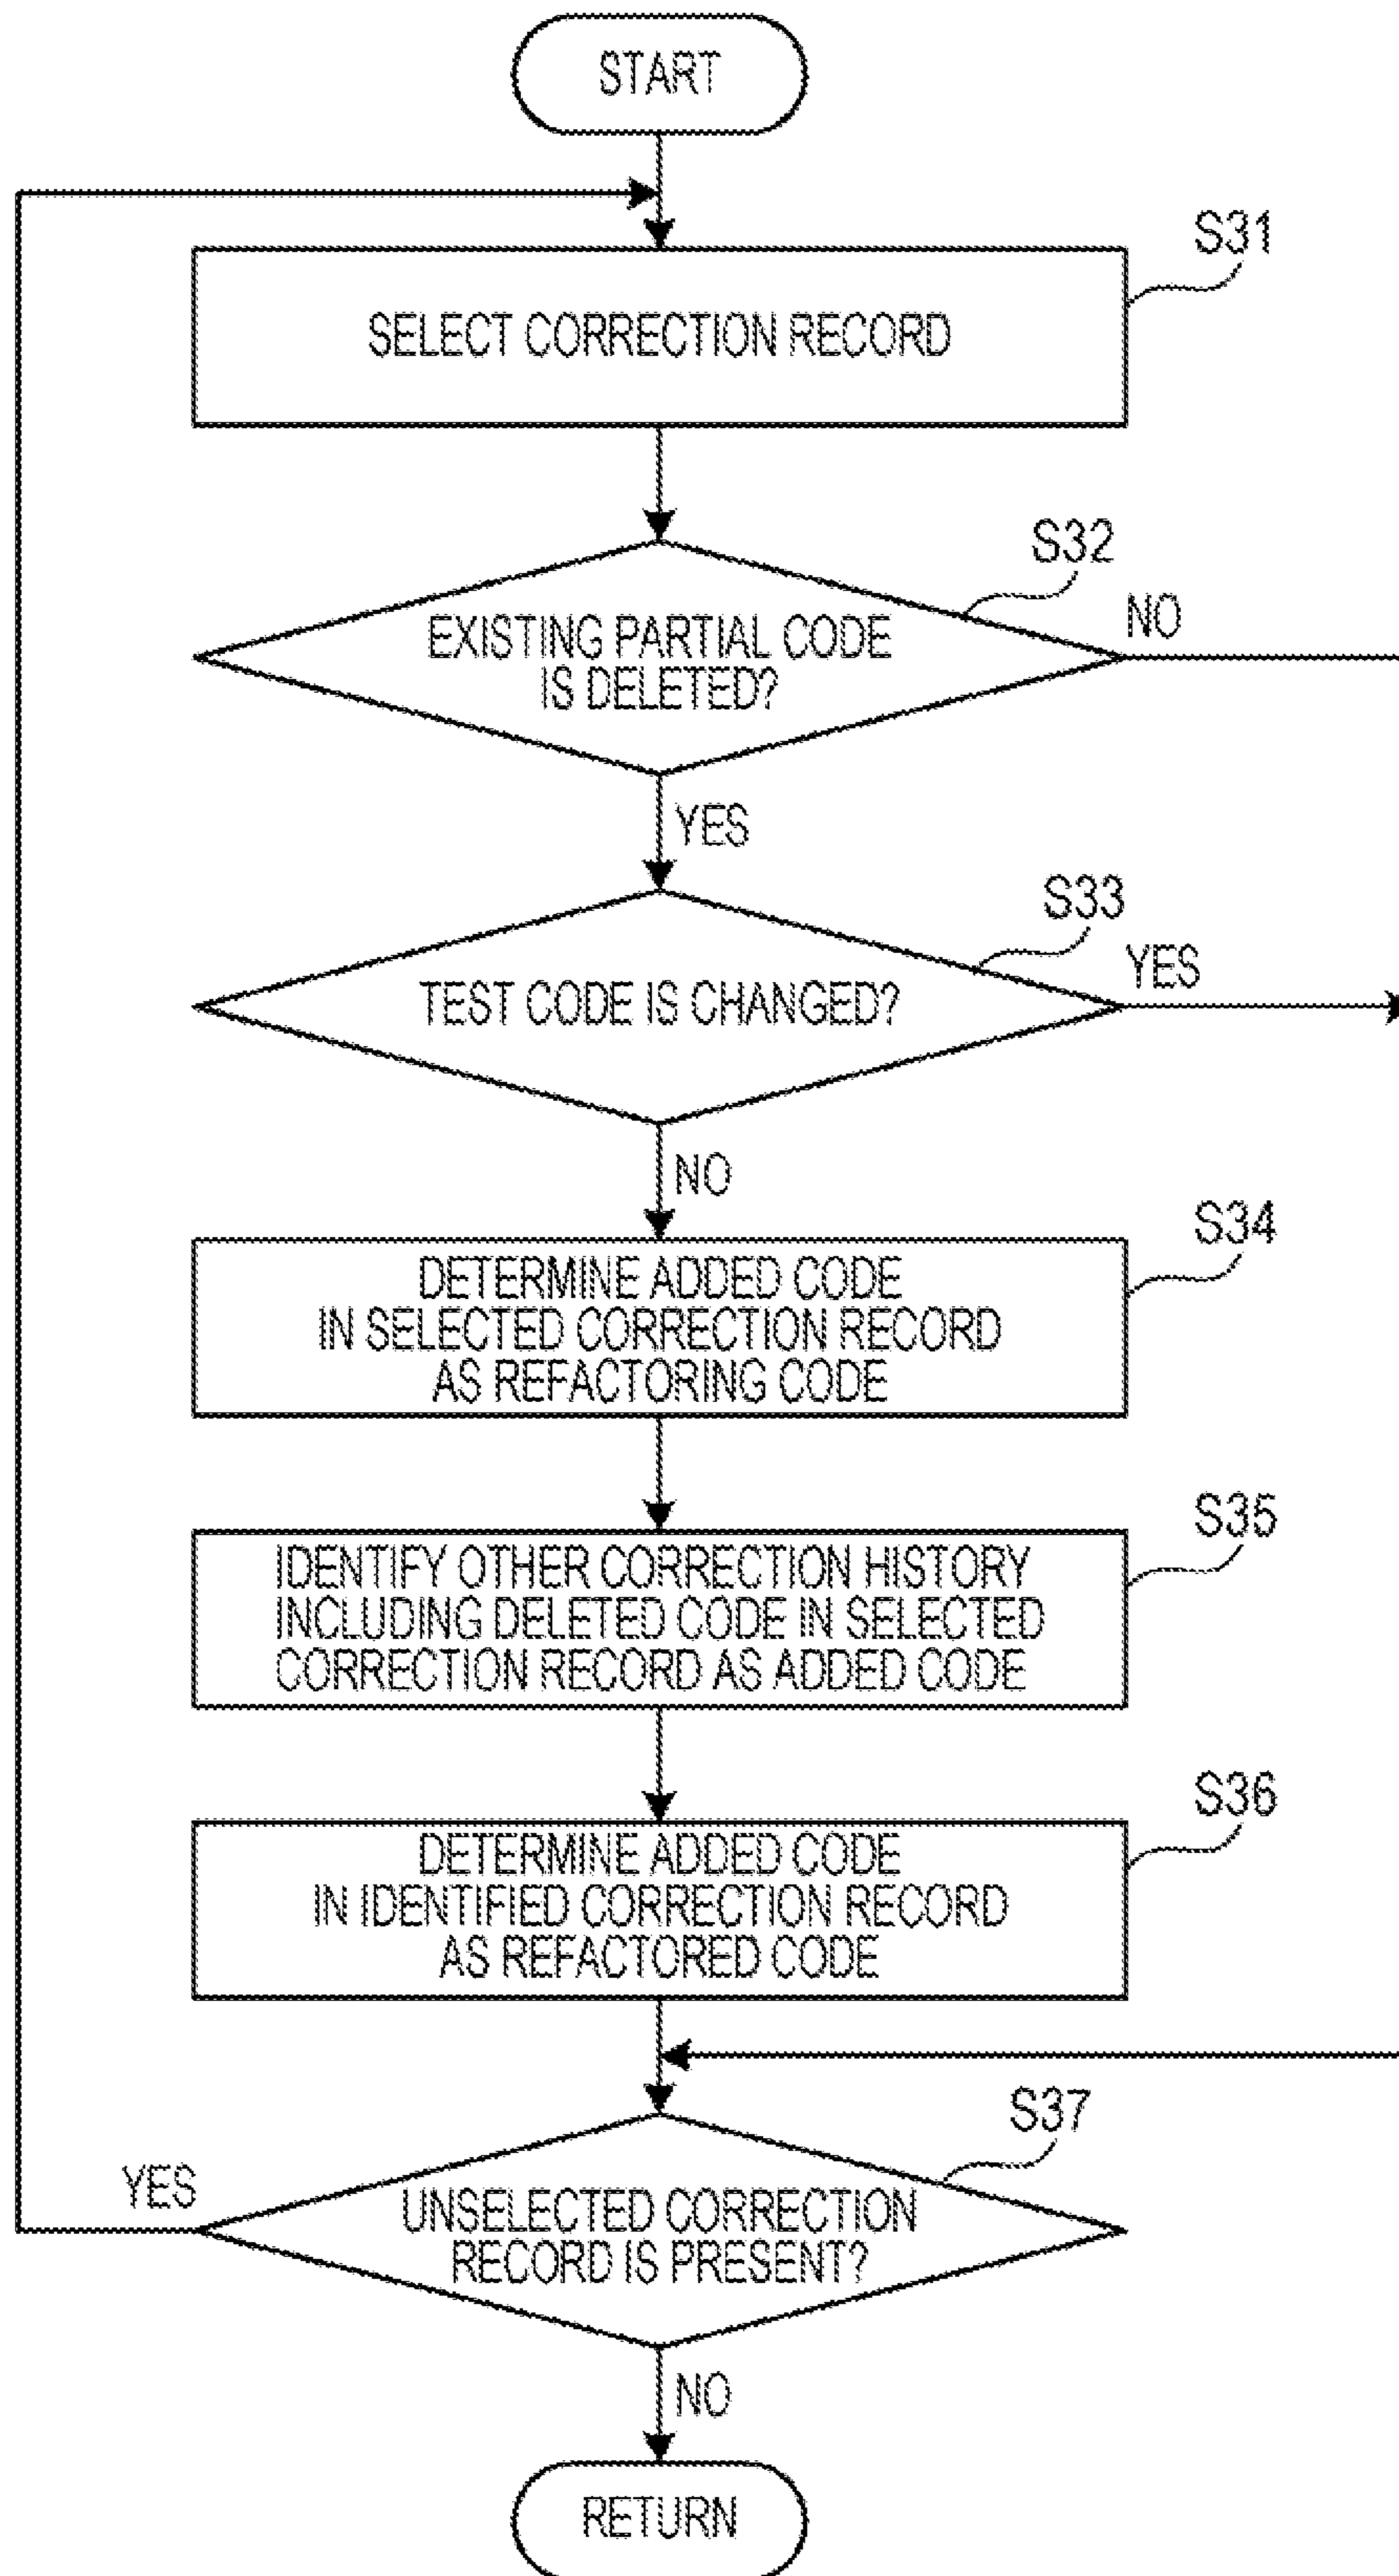 START
S31
SELECT CORRECTION RECORD
S32
EXISTING PARTIAL CODE
IS DELETED?
NO
YES
S33
TEST CODE IS CHANGED?
YES
NO
S34
DETERMINE ADDED CODE
IN SELECTED CORRECTION RECORD
AS REFACTORING CODE
S35
IDENTIFY OTHER CORRECTION HISTORY
INCLUDING DELETED CODE IN SELECTED
CORRECTION RECORD AS ADDED CODE
S36
DETERMINE ADDED CODE
IN IDENTIFIED CORRECTION RECORD
AS REFACTORED CODE
S37
YES
UNSELECTED CORRECTION
RECORD IS PRESENT?
NO
RETURN